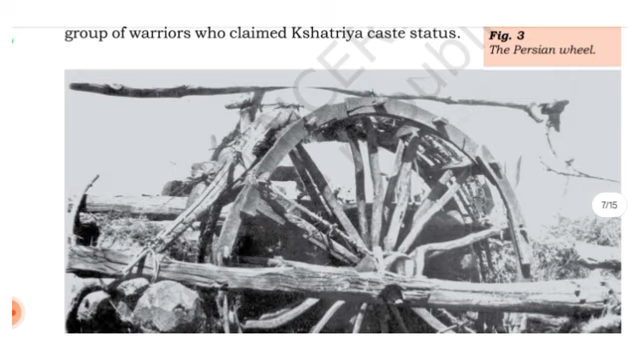 group of warriors who claimed Kshatriya caste status.
Fig. 3
The Persian wheel.
7/15